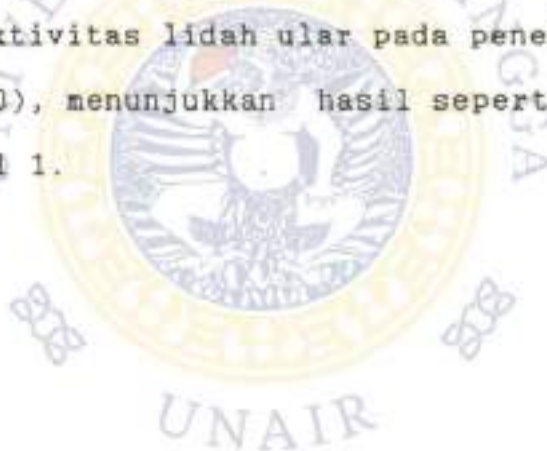 ktivitas lidah ular pada pene
), menunjukkan hasil sepert
l 1.
UNAIR